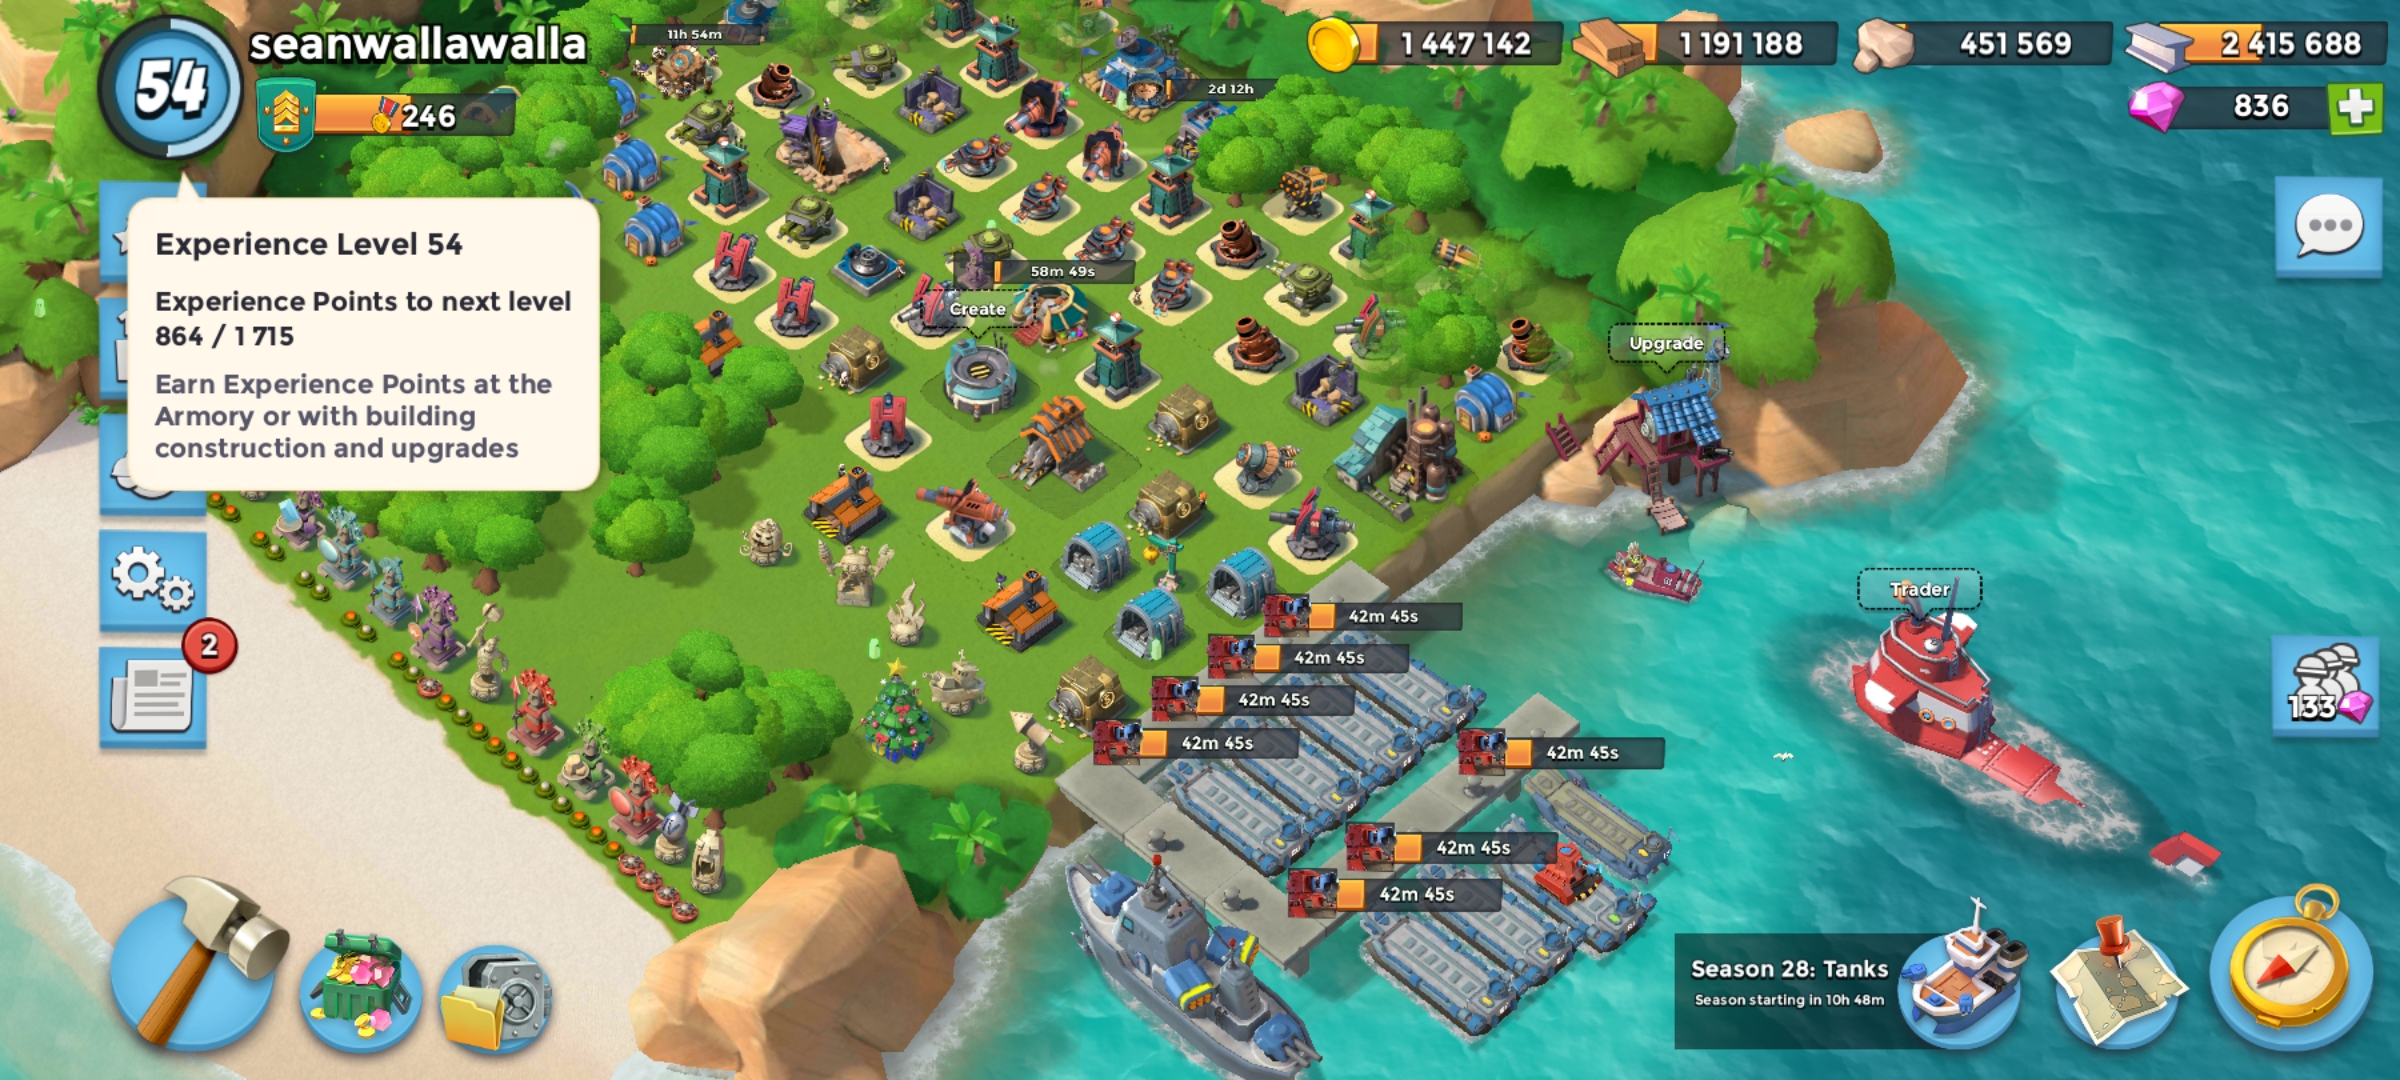 54
seanwallawalla
246
11h 54m
2d 12h
1 447 142
1 191 188
451 569
2 415 688
836
Experience Level 54
Experience Points to next level
864 / 1 715
Earn Experience Points at the
Armory or with building
construction and upgrades
58m 49s
Create
Upgrade
Trader
42m 45s
42m 45s
42m 45s
42m 45s
42m 45s
42m 45s
42m 45s
2
133
Season 28: Tanks
Season starting in 10h 48m